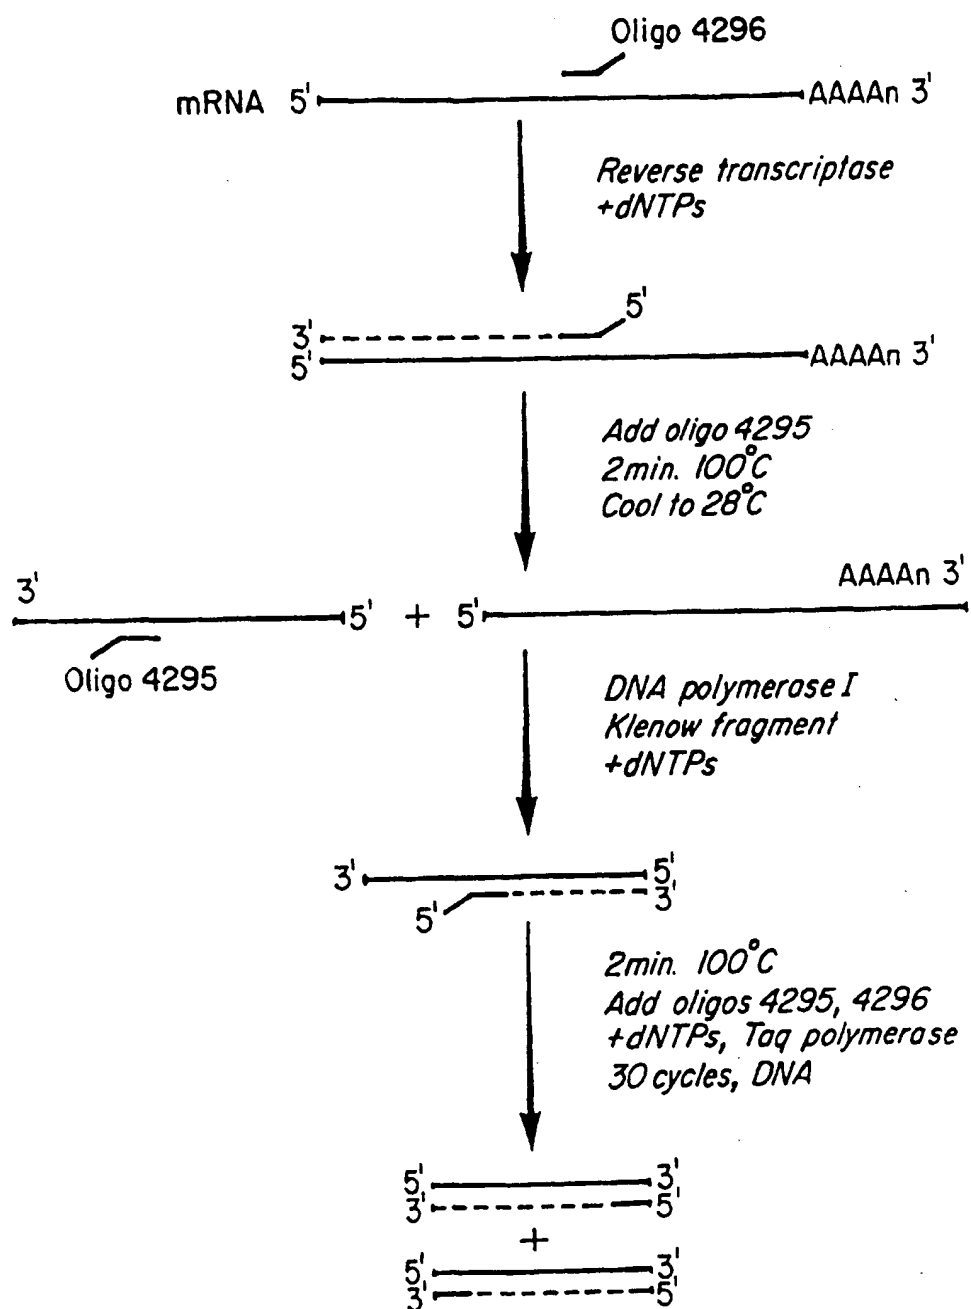 Oligo 4296
mRNA 5' AAAAn 3'
Reverse transcriptase
+dNTPs
5'
3'
5' AAAAn 3'
Add oligo 4295
2min. 100°C
Cool to 28°C
3' AAAAn 3'
5' + 5'
Oligo 4295
DNA polymerase I
Klenow fragment
+dNTPs
3' 5'
5' 3'
2min. 100°C
Add oligos 4295, 4296
+dNTPs, Taq polymerase
30 cycles, DNA
5' 3'
3' 5'
+
5' 3'
3' 5'